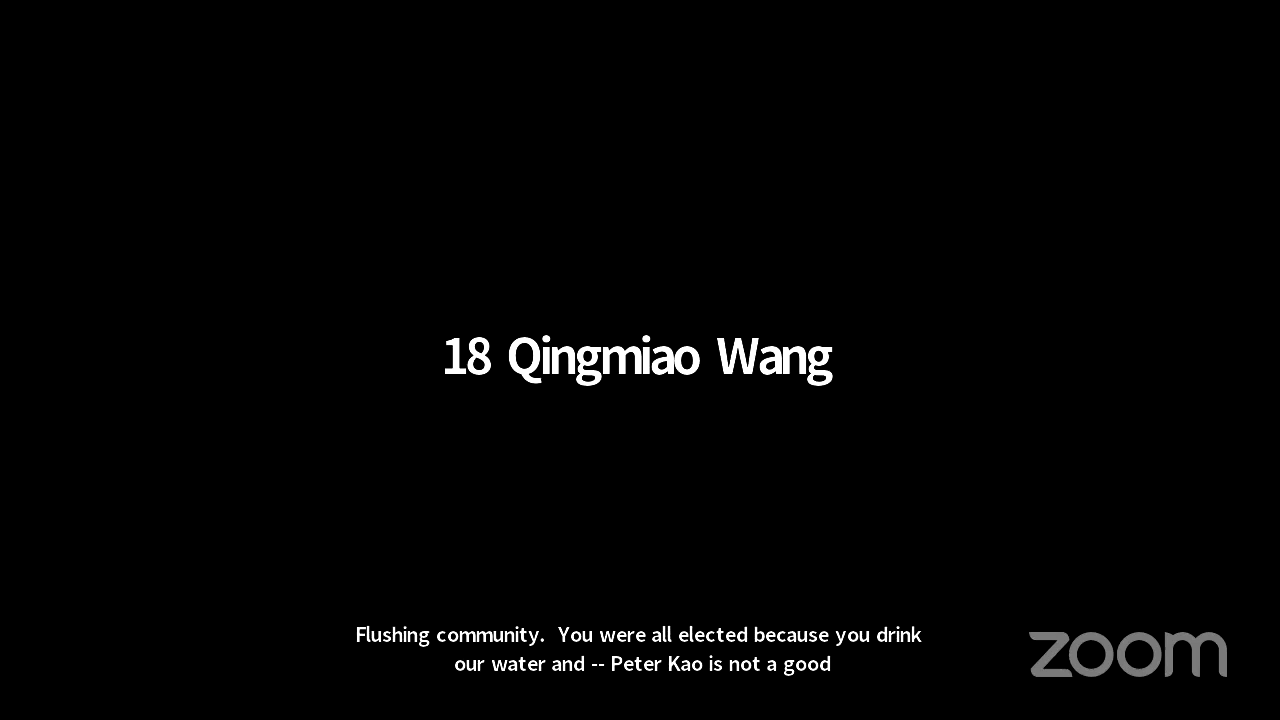 18 Qingmiao Wang
Flushing community.  You were all elected because you drink
our water and -- Peter Kao is not a good
zoom